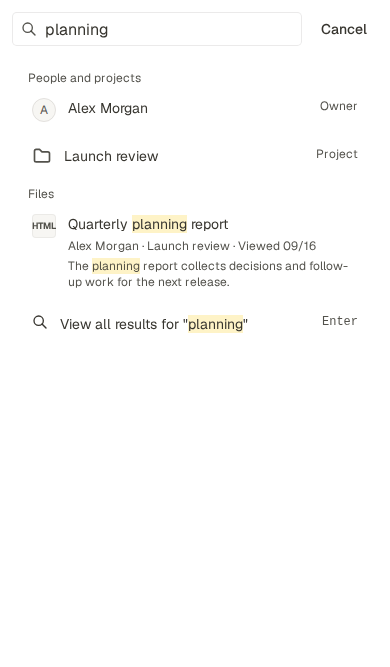 planning
Cancel
People and projects
A
Alex Morgan
Owner
Launch review
Project
Files
HTML
Quarterly planning report
Alex Morgan · Launch review · Viewed 09/16
The planning report collects decisions and follow-
up work for the next release.
View all results for "planning"
Enter